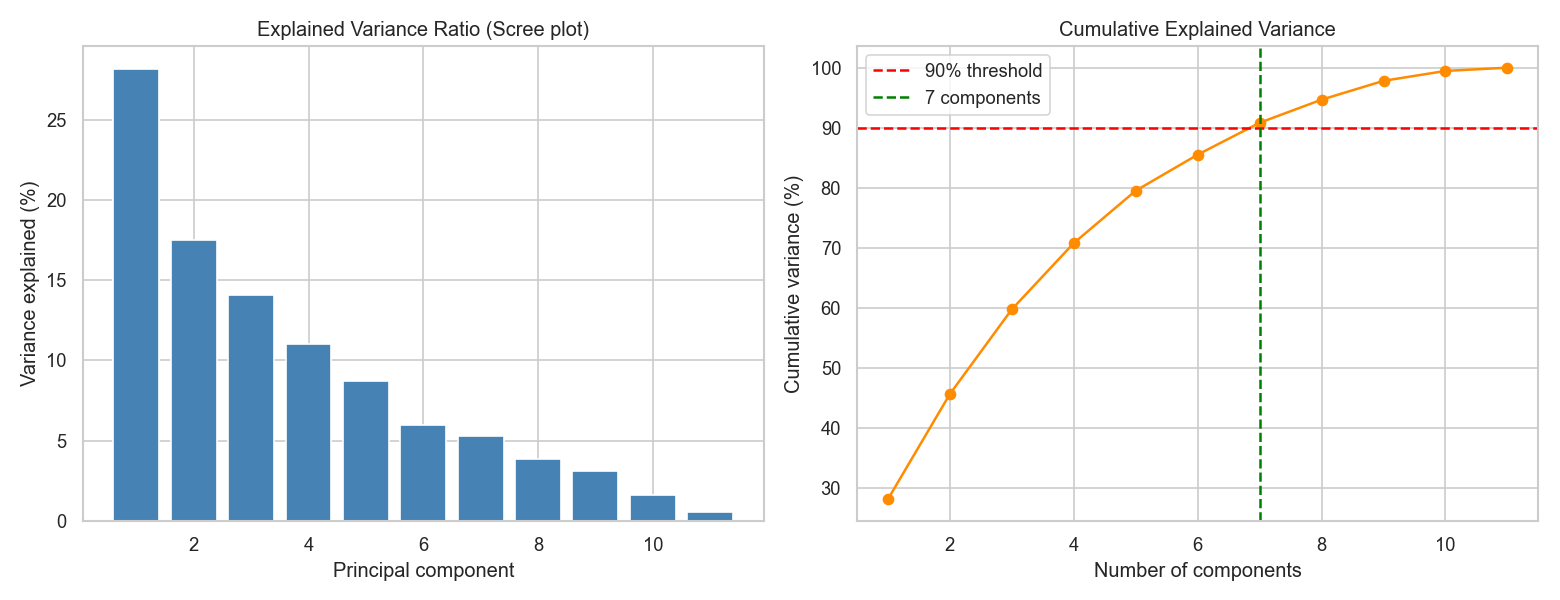 Explained Variance Ratio (Scree plot)
25
20
15
10
5
0
2 4 6 8 10
Variance explained (%)
Principal component
Cumulative Explained Variance
90% threshold
7 components
100
90
80
70
60
50
40
30
2 4 6 8 10
Cumulative variance (%)
Number of components